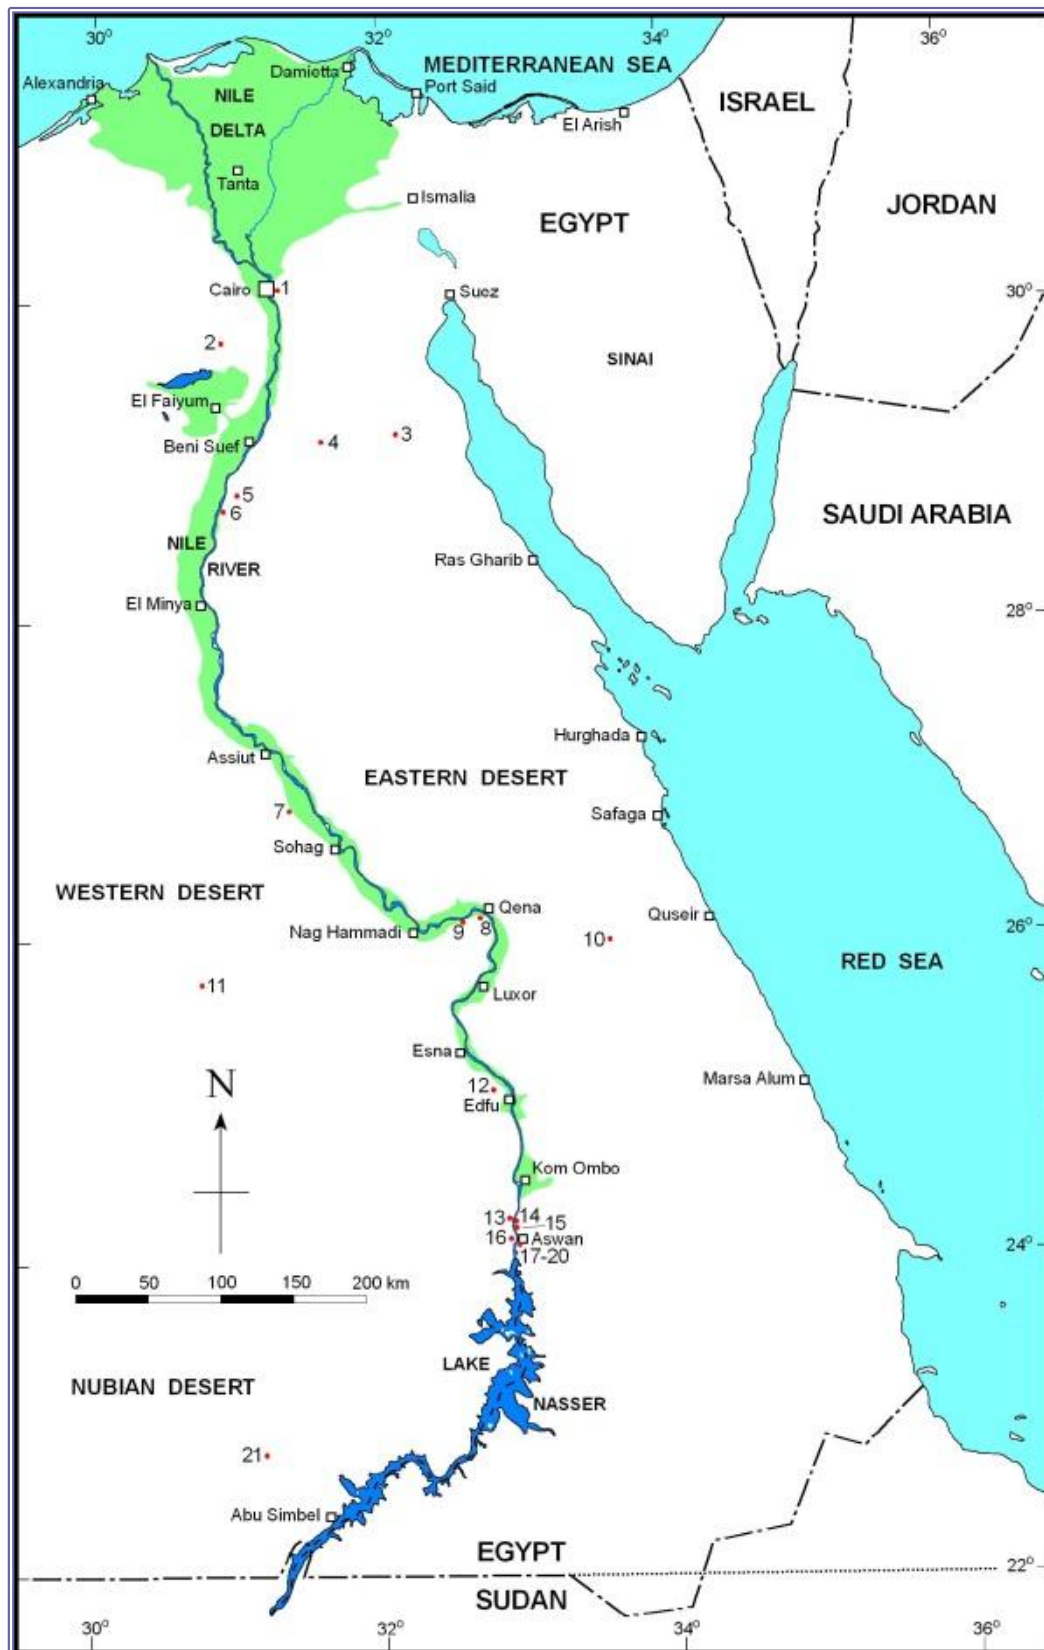 30°
32°
34°
36°
MEDITERRANEAN SEA
Damietta
Alexandria
Port Said
NILE
DELTA
ISRAEL
El Arish
Tanta
Ismalia
JORDAN
EGYPT
Cairo
1
30°
Suez
2
SINAI
El Faiyum
Beni Suef
4
3
5
6
SAUDI ARABIA
NILE
RIVER
Ras Gharib
El Minya
28°
Hurghada
Assiut
EASTERN DESERT
7
Safaga
Sohag
WESTERN DESERT
Qena
Quseir
Nag Hammadi
9
8
10
26°
RED SEA
11
Luxor
Esna
N
12
Marsa Alum
Edfu
Kom Ombo
13
14
15
16
Aswan
17-20
24°
0 50 100 150 200 km
LAKE
NASSER
NUBIAN DESERT
21
Abu Simbel
EGYPT
22°
SUDAN
30°
32°
34°
36°